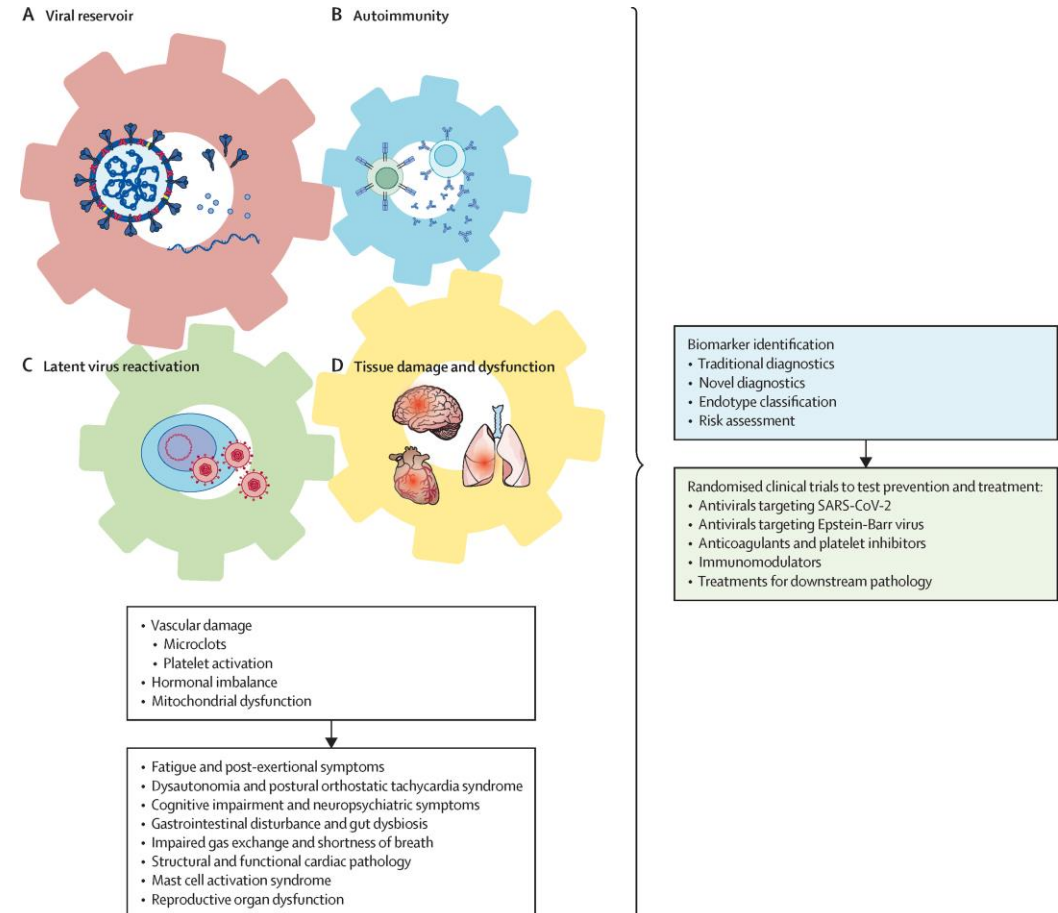 A Viral reservoir
B Autoimmunity
C Latent virus reactivation
D Tissue damage and dysfunction
• Vascular damage
• Microclots
• Platelet activation
• Hormonal imbalance
• Mitochondrial dysfunction
• Fatigue and post-exertional symptoms
• Dysautonomia and postural orthostatic tachycardia syndrome
• Cognitive impairment and neuropsychiatric symptoms
• Gastrointestinal disturbance and gut dysbiosis
• Impaired gas exchange and shortness of breath
• Structural and functional cardiac pathology
• Mast cell activation syndrome
• Reproductive organ dysfunction
Biomarker identification
• Traditional diagnostics
• Novel diagnostics
• Endotype classification
• Risk assessment
Randomised clinical trials to test prevention and treatment:
• Antivirals targeting SARS-CoV-2
• Antivirals targeting Epstein-Barr virus
• Anticoagulants and platelet inhibitors
• Immunomodulators
• Treatments for downstream pathology